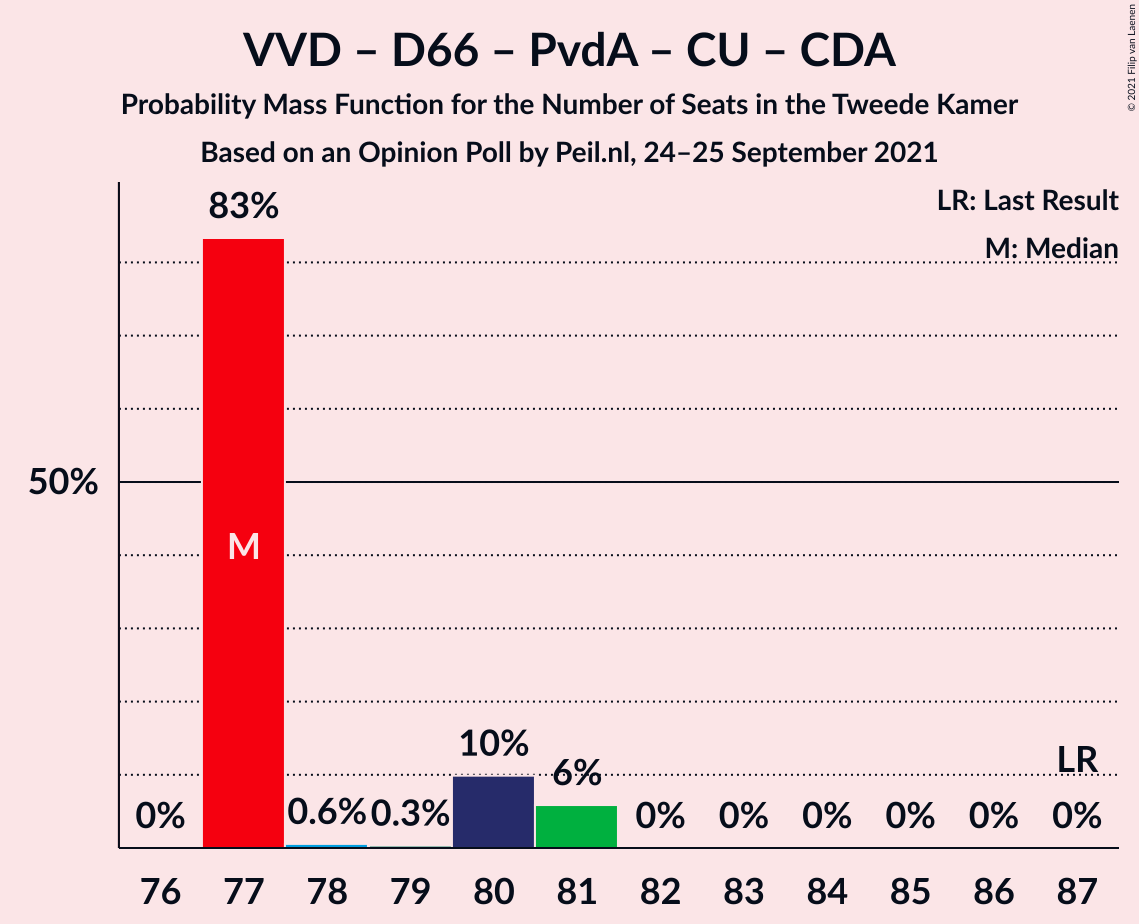 VVD – D66 – PvdA – CU – CDA
Probability Mass Function for the Number of Seats in the Tweede Kamer
Based on an Opinion Poll by Peil.nl, 24–25 September 2021
© 2021 Filip van Laenen
LR: Last Result
M: Median
83%
50%
M
10%
6%
LR
0%
0.6%
0.3%
0%
0%
0%
0%
0%
0%
76 77 78 79 80 81 82 83 84 85 86 87